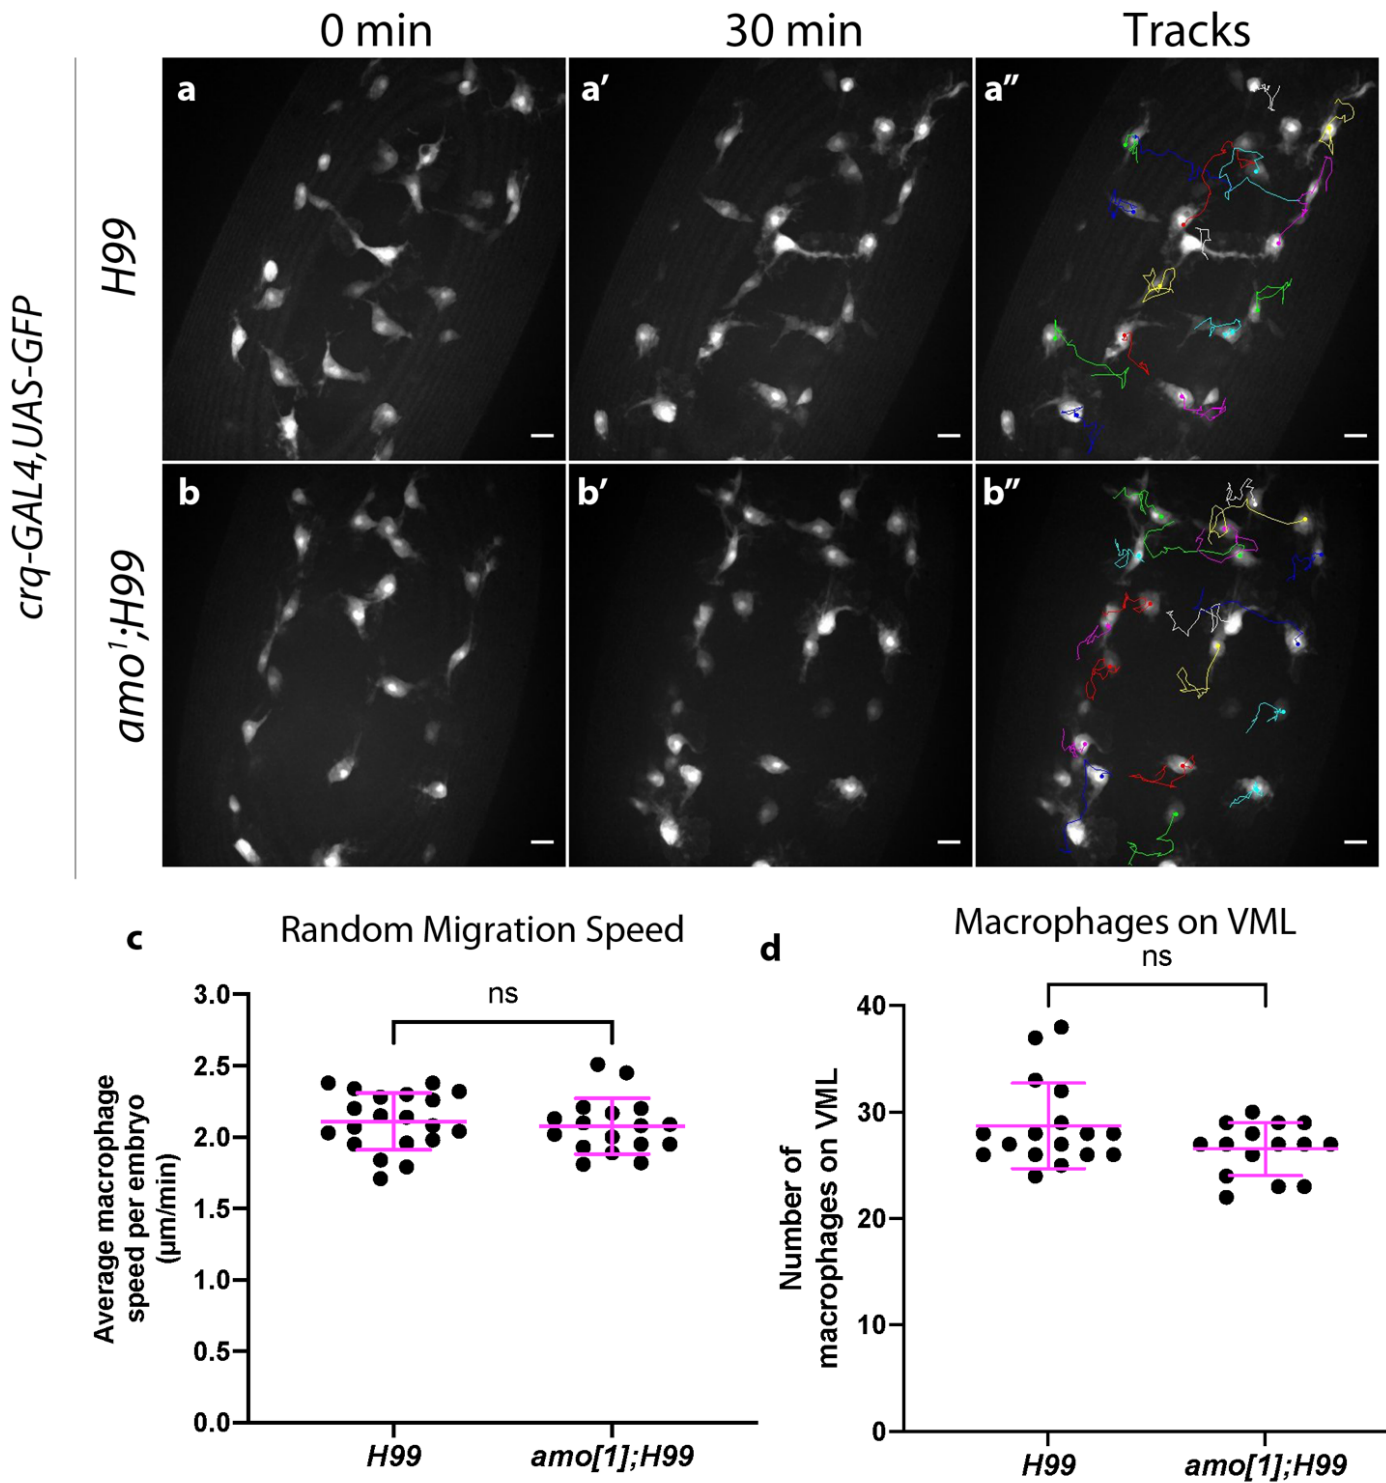 0 min 30 min Tracks
crq-GAL4,UAS-GFP
H99
a a′ a″
amo1;H99
b b′ b″
c Random Migration Speed
ns
Average macrophage
speed per embryo
(µm/min)
3.0
2.5
2.0
1.5
1.0
0.5
0.0
H99 amo[1];H99
d Macrophages on VML
ns
Number of
macrophages on VML
40
30
20
10
0
H99 amo[1];H99